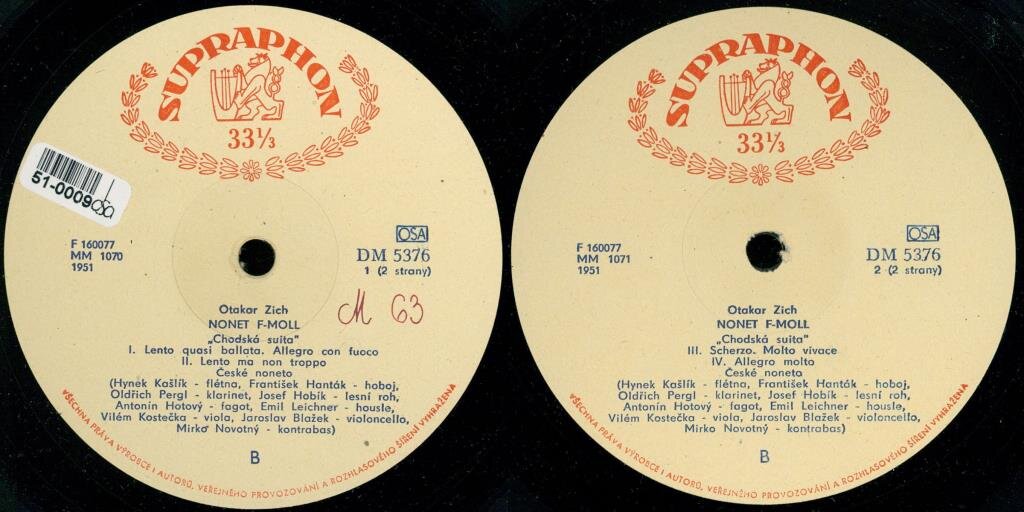 SUPRAPHON
33⅓
51-0009
F 160077
MM 1070
1951
OSA
DM 5376
1 (2 strany)
M 63
Otakar Zich
NONET F-MOLL
„Chodská suita"
I. Lento quasi ballata. Allegro con fuoco
II. Lento ma non troppo
České noneto
(Hynek Kašlík - flétna, František Hanták - hoboj,
Oldřich Pergl - klarinet, Josef Hobík - lesní roh,
Antonín Hotový - fagot, Emil Leichner - housle,
Vilém Kostečka - viola, Jaroslav Blažek - violoncello,
Mirko Novotný - kontrabas)
B
VŠECHNA PRÁVA VÝROBCE I AUTORŮ, VEŘEJNÉHO PROVOZOVÁNÍ A ROZHLASOVÉHO ŠÍŘENÍ VYHRAŽENA
SUPRAPHON
33⅓
F 160077
MM 1071
1951
OSA
DM 5376
2 (2 strany)
Otakar Zich
NONET F-MOLL
„Chodská suita"
III. Scherzo. Molto vivace
IV. Allegro molto
České noneto
(Hynek Kašlík - flétna, František Hanták - hoboj,
Oldřich Pergl - klarinet, Josef Hobík - lesní roh,
Antonín Hotový - fagot, Emil Leichner - housle,
Vilém Kostečka - viola, Jaroslav Blažek - violoncello,
Mirko Novotný - kontrabas)
B
VŠECHNA PRÁVA VÝROBCE I AUTORŮ, VEŘEJNÉHO PROVOZOVÁNÍ A ROZHLASOVÉHO ŠÍŘENÍ VYHRAŽENA